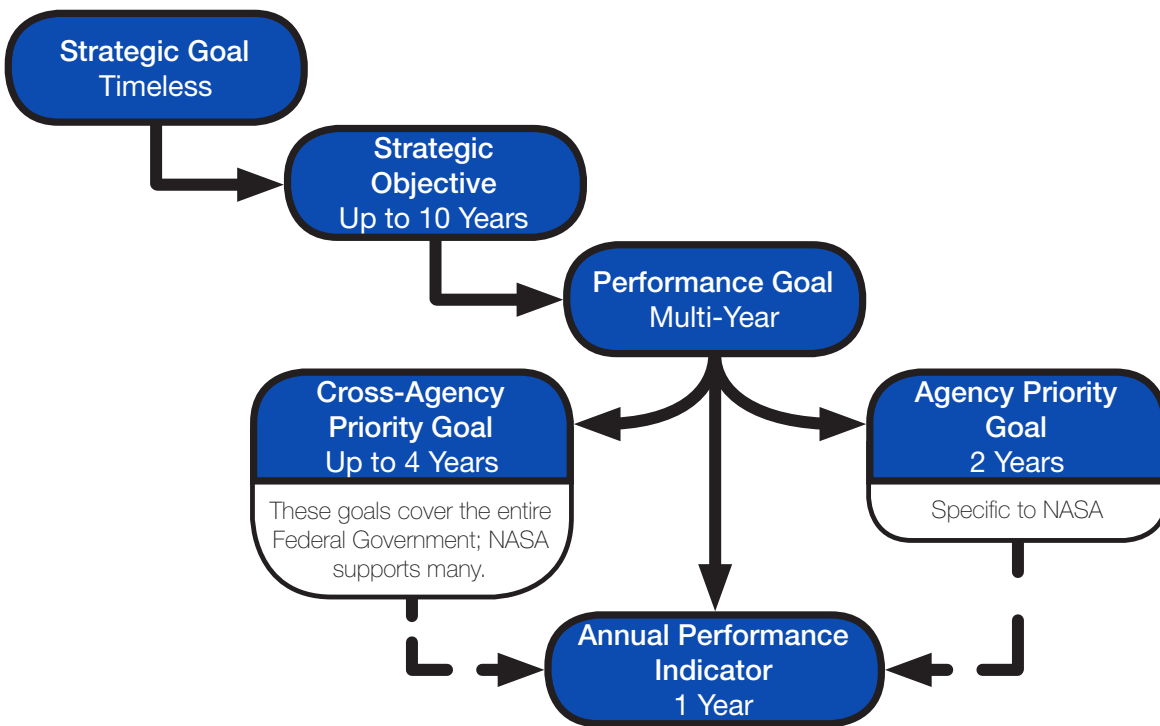 Strategic Goal
Timeless
Strategic
Objective
Up to 10 Years
Performance Goal
Multi-Year
Cross-Agency
Priority Goal
Up to 4 Years
These goals cover the entire
Federal Government; NASA
supports many.
Agency Priority
Goal
2 Years
Specific to NASA
Annual Performance
Indicator
1 Year